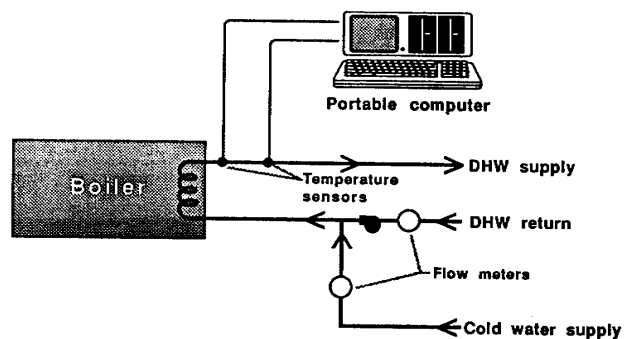 Portable computer
Boiler
Temperature
sensors
DHW supply
DHW return
Flow meters
Cold water supply